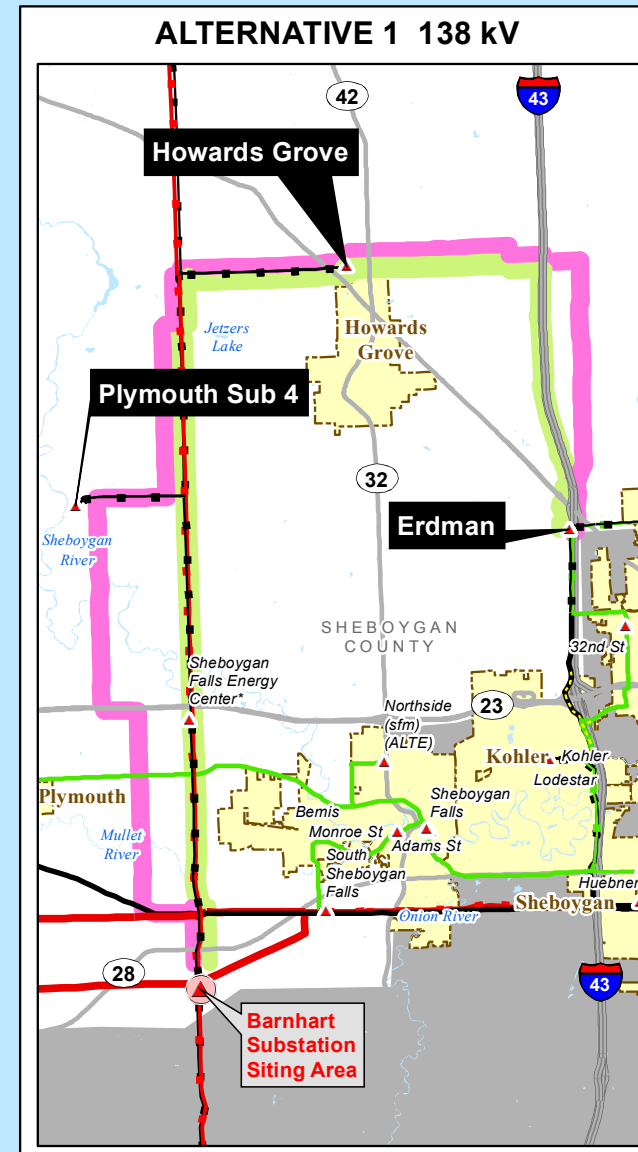 ALTERNATIVE 1 138 kV
42
43
Howards Grove
Jetzers
Lake
Howards
Grove
Plymouth Sub 4
32
Sheboygan
River
Erdman
SHEBOYGAN
COUNTY
32nd St
Sheboygan
Falls Energy
Center*
Northside
(sfm)
(ALTE)
23
Kohler
Kohler
Lodestar
Plymouth
Bemis
Sheboygan
Falls
Mullet
River
Monroe St
Adams St
South
Sheboygan
Falls
Huebner
Sheboygan
Onion River
28
43
Barnhart
Substation
Siting Area